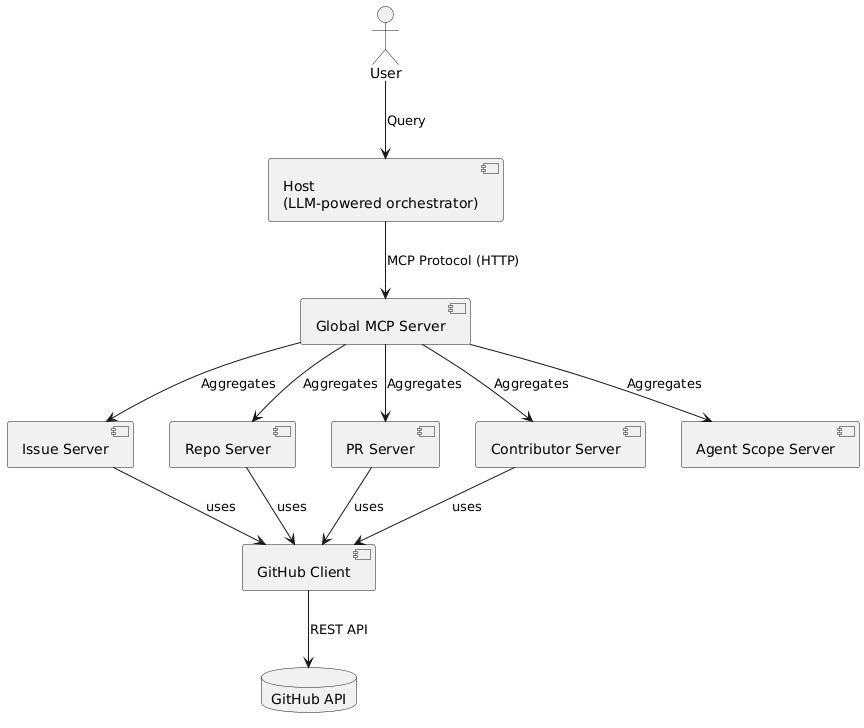 User
Query
Host
(LLM-powered orchestrator)
MCP Protocol (HTTP)
Global MCP Server
Aggregates
Aggregates
Aggregates
Aggregates
Aggregates
Issue Server
Repo Server
PR Server
Contributor Server
Agent Scope Server
uses
uses
uses
uses
GitHub Client
REST API
GitHub API